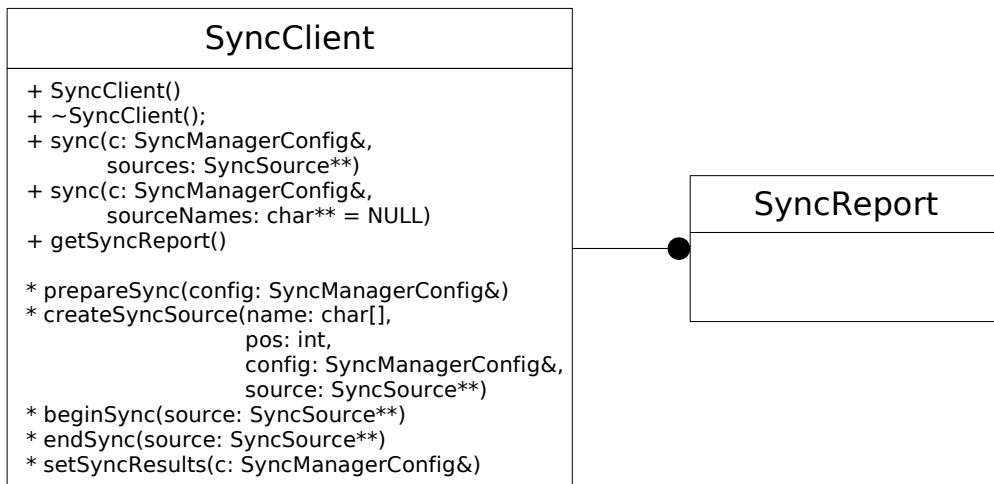 SyncClient
+ SyncClient()
+ ~SyncClient();
+ sync(c: SyncManagerConfig&,
sources: SyncSource**)
+ sync(c: SyncManagerConfig&,
sourceNames: char** = NULL)
+ getSyncReport()
* prepareSync(config: SyncManagerConfig&)
* createSyncSource(name: char[],
pos: int,
config: SyncManagerConfig&,
source: SyncSource**)
* beginSync(source: SyncSource**)
* endSync(source: SyncSource**)
* setSyncResults(c: SyncManagerConfig&)
SyncReport